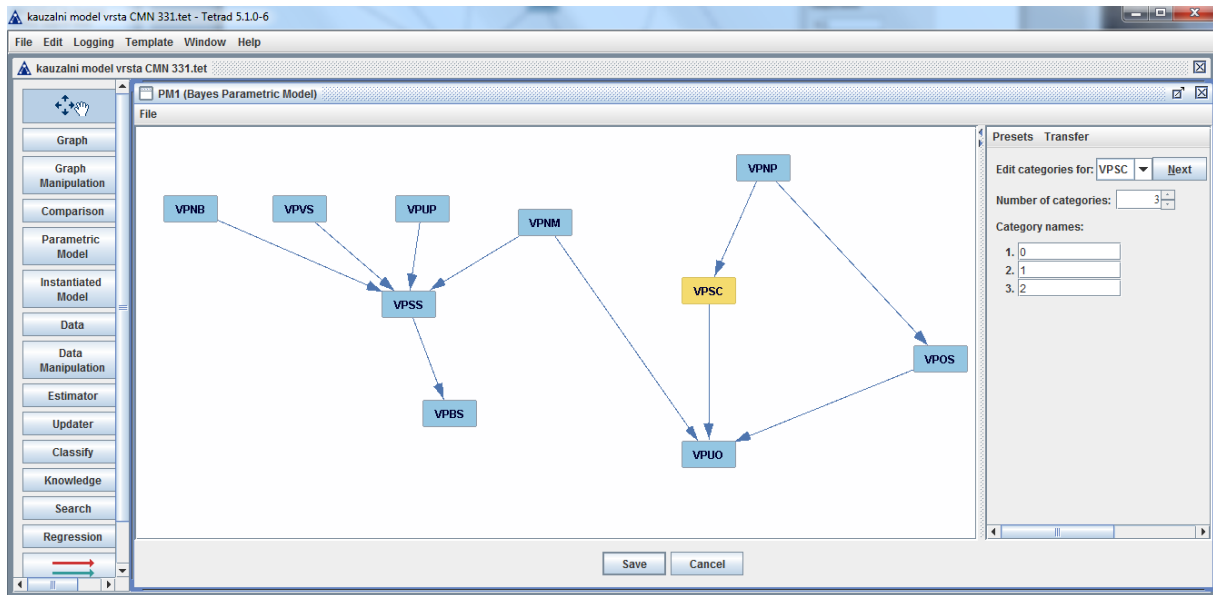 kauzalni model vrsta CMN 331.tet - Tetrad 5.1.0-6
File Edit Logging Template Window Help
kauzalni model vrsta CMN 331.tet
Graph
Graph
Manipulation
Comparison
Parametric
Model
Instantiated
Model
Data
Data
Manipulation
Estimator
Updater
Classify
Knowledge
Search
Regression
PM1 (Bayes Parametric Model)
File
VPNP
VPNB VPVS VPUP VPNM
VPSC
VPSS
VPOS
VPBS
VPUO
Presets Transfer
Edit categories for: VPSC Next
Number of categories: 3
Category names:
1. 0
2. 1
3. 2
Save Cancel